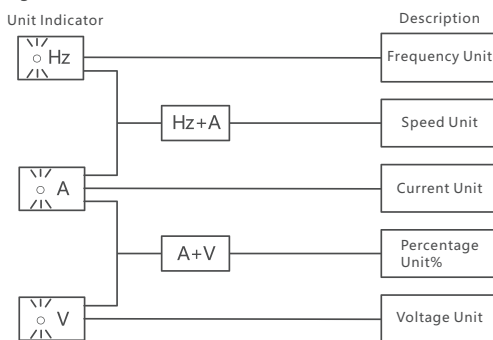 Unit Indicator
Description
Hz
Frequency Unit
Hz+A
Speed Unit
A
Current Unit
A+V
Percentage
Unit%
V
Voltage Unit